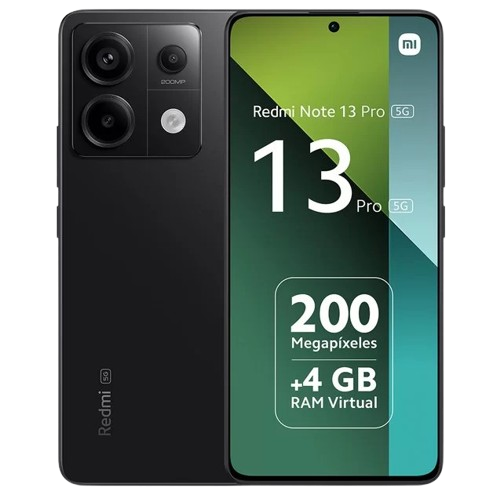 200MP
Redmi 5G
mi
Redmi Note 13 Pro 5G
13 Pro 5G
200
Megapíxeles
+4 GB
RAM Virtual